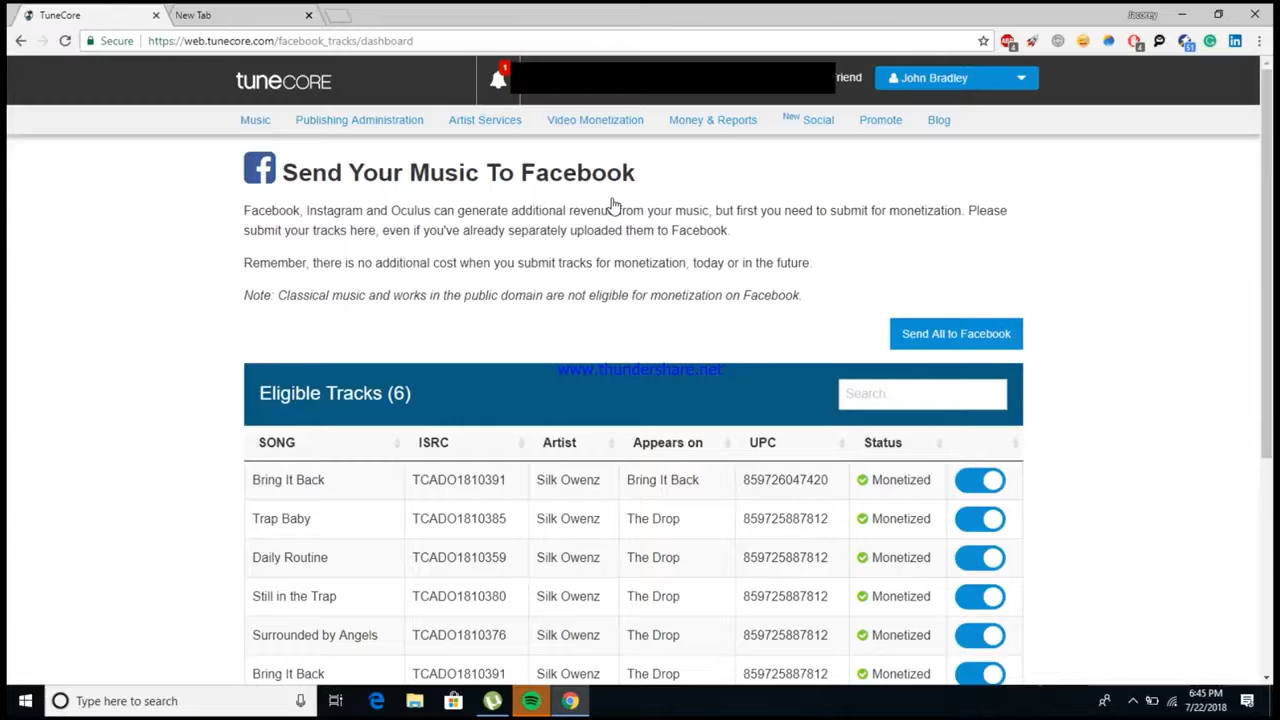 TuneCore
New Tab
Jacorey
Secure https://web.tunecore.com/facebook_tracks/dashboard
4
4
51
tunecore
1
riend
John Bradley
Music Publishing Administration Artist Services Video Monetization Money & Reports New Social Promote Blog
Send Your Music To Facebook
Facebook, Instagram and Oculus can generate additional revenue from your music, but first you need to submit for monetization. Please
submit your tracks here, even if you've already separately uploaded them to Facebook.
Remember, there is no additional cost when you submit tracks for monetization, today or in the future.
Note: Classical music and works in the public domain are not eligible for monetization on Facebook.
Send All to Facebook
www.thundershare.net
Eligible Tracks (6)
Search.
SONG ISRC Artist Appears on UPC Status
Bring It Back TCADO1810391 Silk Owenz Bring It Back 859726047420 Monetized
Trap Baby TCADO1810385 Silk Owenz The Drop 859725887812 Monetized
Daily Routine TCADO1810359 Silk Owenz The Drop 859725887812 Monetized
Still in the Trap TCADO1810380 Silk Owenz The Drop 859725887812 Monetized
Surrounded by Angels TCADO1810376 Silk Owenz The Drop 859725887812 Monetized
Bring It Back TCADO1810391 Silk Owenz The Drop 859725887812 Monetized
Type here to search
6:45 PM
7/22/2018